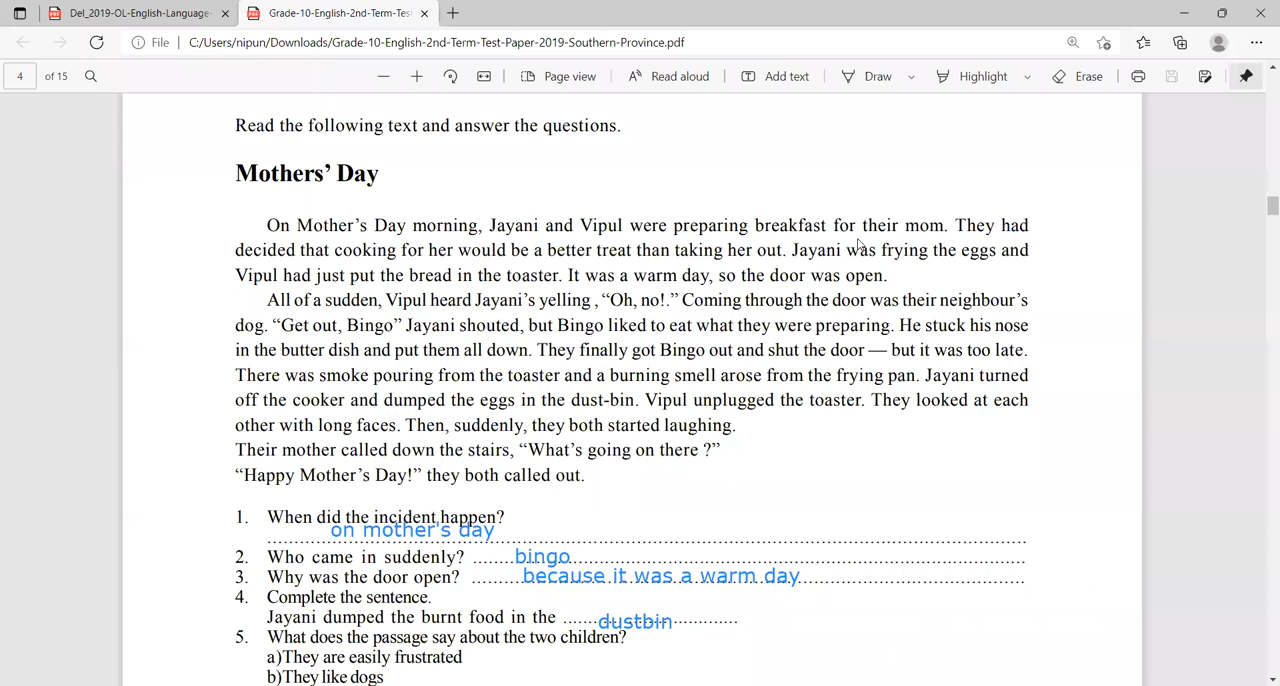 Del_2019-OL-English-Language-
Grade-10-English-2nd-Term-Test
File C:/Users/nipun/Downloads/Grade-10-English-2nd-Term-Test-Paper-2019-Southern-Province.pdf
4 of 15 Page view Read aloud Add text Draw Highlight Erase
Read the following text and answer the questions.
Mothers’ Day
On Mother’s Day morning, Jayani and Vipul were preparing breakfast for their mom. They had
decided that cooking for her would be a better treat than taking her out. Jayani was frying the eggs and
Vipul had just put the bread in the toaster. It was a warm day, so the door was open.
All of a sudden, Vipul heard Jayani’s yelling , “Oh, no!.” Coming through the door was their neighbour’s
dog. “Get out, Bingo” Jayani shouted, but Bingo liked to eat what they were preparing. He stuck his nose
in the butter dish and put them all down. They finally got Bingo out and shut the door — but it was too late.
There was smoke pouring from the toaster and a burning smell arose from the frying pan. Jayani turned
off the cooker and dumped the eggs in the dust-bin. Vipul unplugged the toaster. They looked at each
other with long faces. Then, suddenly, they both started laughing.
Their mother called down the stairs, “What’s going on there ?”
“Happy Mother’s Day!” they both called out.
1. When did the incident happen?
on mother's day
2. Who came in suddenly? bingo
3. Why was the door open? because it was a warm day
4. Complete the sentence.
Jayani dumped the burnt food in the dustbin
5. What does the passage say about the two children?
a)They are easily frustrated
b)They like dogs